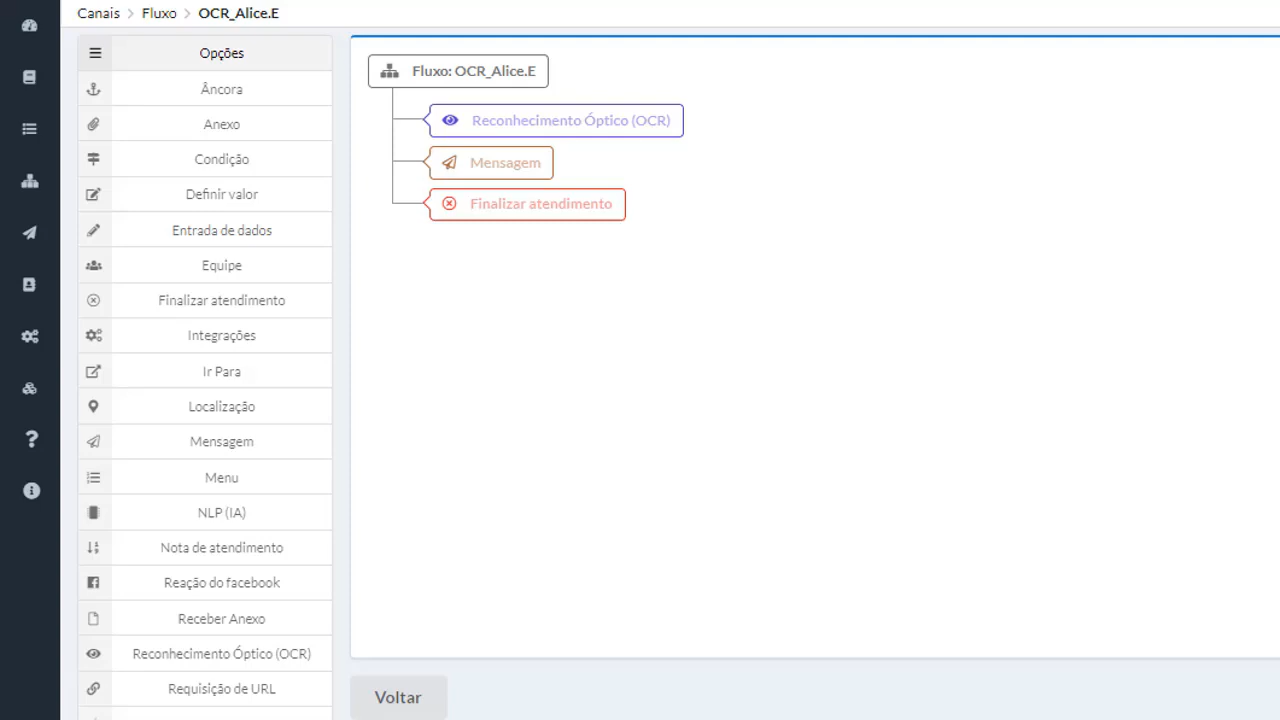 Canais > Fluxo > OCR_Alice.E
Opções
Âncora
Anexo
Condição
Definir valor
Entrada de dados
Equipe
Finalizar atendimento
Integrações
Ir Para
Localização
Mensagem
Menu
NLP (IA)
Nota de atendimento
Reação do facebook
Receber Anexo
Reconhecimento Óptico (OCR)
Requisição de URL
Fluxo: OCR_Alice.E
Reconhecimento Óptico (OCR)
Mensagem
Finalizar atendimento
Voltar